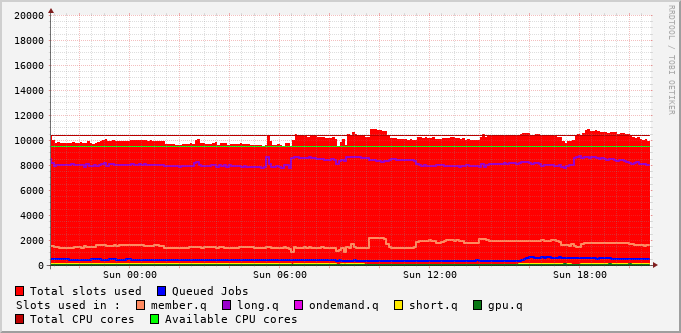 RRDTOOL / TOBI OETIKER
20000
18000
16000
14000
12000
10000
8000
6000
4000
2000
0
Sun 00:00 Sun 06:00 Sun 12:00 Sun 18:00
Total slots used Queued Jobs
Slots used in : member.q long.q ondemand.q short.q gpu.q
Total CPU cores Available CPU cores